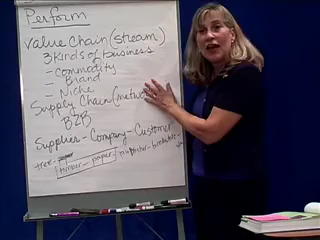 Perform
Value Chain (stream)
3 kinds of business
- Commodity
- Brand
- Niche
Supply Chain (network)
B2B
Supplier - Company - Customer
tree - timber - paper -